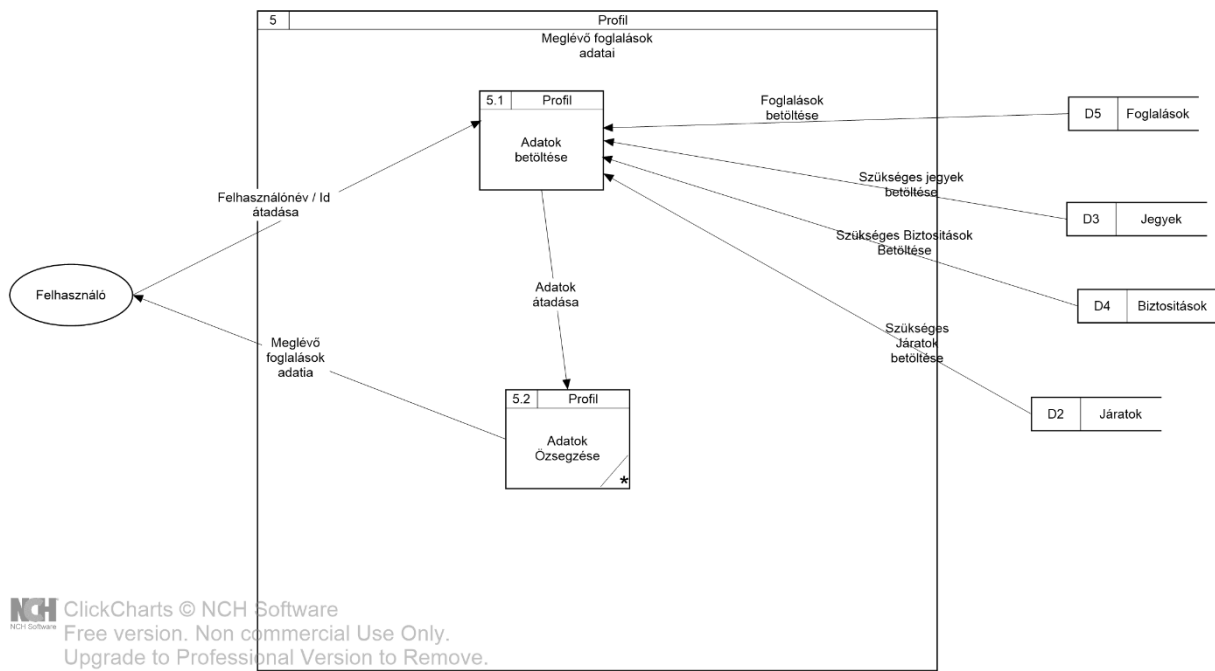 5 Profil
Meglévő foglalások
adatai
5.1 Profil
Adatok
betöltése
Foglalások
betöltése
D5 Foglalások
Szükséges jegyek
betöltése
D3 Jegyek
Felhasználónév / Id
átadása
Szükséges Biztositások
Betöltése
D4 Biztositások
Felhasználó
Adatok
átadása
Szükséges
Járatok
betöltése
Meglévő
foglalások
adatia
5.2 Profil
Adatok
Özsegzése
*
D2 Járatok
NCH
NCH Software
ClickCharts © NCH Software
Free version. Non commercial Use Only.
Upgrade to Professional Version to Remove.